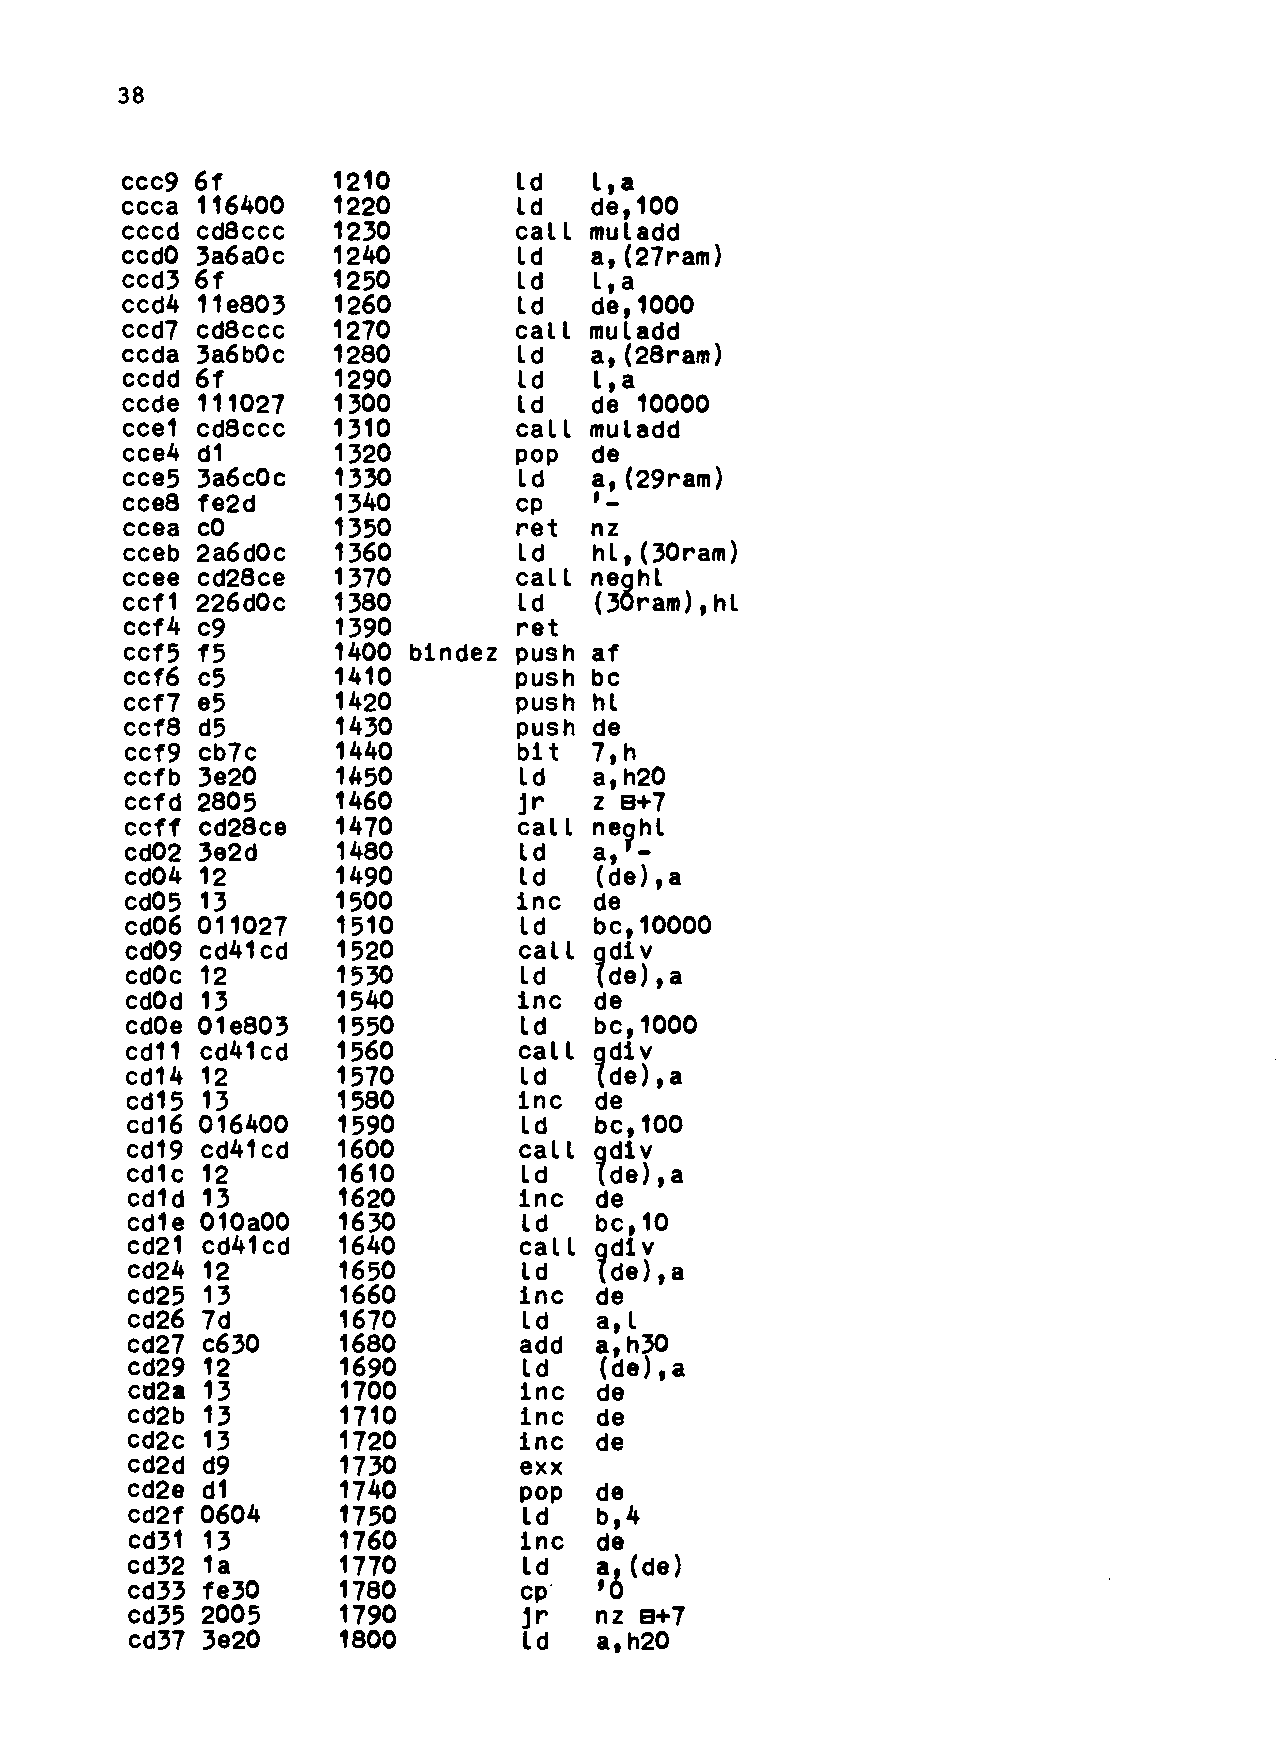 38
ccc9 6f 1210 ld l,a
ccca 116400 1220 ld de,100
cccd cd8ccc 1230 call muladd
ccd0 3a6a0c 1240 ld a,(27ram)
ccd3 6f 1250 ld l,a
ccd4 11e803 1260 ld de,1000
ccd7 cd8ccc 1270 call muladd
ccda 3a6b0c 1280 ld a,(28ram)
ccdd 6f 1290 ld l,a
ccde 111027 1300 ld de 10000
cce1 cd8ccc 1310 call muladd
cce4 d1 1320 pop de
cce5 3a6c0c 1330 ld a,(29ram)
cce8 fe2d 1340 cp '-
ccea c0 1350 ret nz
cceb 2a6d0c 1360 ld hl,(30ram)
ccee cd28ce 1370 call neghl
ccf1 226d0c 1380 ld (30ram),hl
ccf4 c9 1390 ret
ccf5 f5 1400 bindez push af
ccf6 c5 1410 push bc
ccf7 e5 1420 push hl
ccf8 d5 1430 push de
ccf9 cb7c 1440 bit 7,h
ccfb 3e20 1450 ld a,h20
ccfd 2805 1460 jr z ⊟+7
ccff cd28ce 1470 call neghl
cd02 3e2d 1480 ld a,'-
cd04 12 1490 ld (de),a
cd05 13 1500 inc de
cd06 011027 1510 ld bc,10000
cd09 cd41cd 1520 call gdiv
cd0c 12 1530 ld (de),a
cd0d 13 1540 inc de
cd0e 01e803 1550 ld bc,1000
cd11 cd41cd 1560 call gdiv
cd14 12 1570 ld (de),a
cd15 13 1580 inc de
cd16 016400 1590 ld bc,100
cd19 cd41cd 1600 call gdiv
cd1c 12 1610 ld (de),a
cd1d 13 1620 inc de
cd1e 010a00 1630 ld bc,10
cd21 cd41cd 1640 call gdiv
cd24 12 1650 ld (de),a
cd25 13 1660 inc de
cd26 7d 1670 ld a,l
cd27 c630 1680 add a,h30
cd29 12 1690 ld (de),a
cd2a 13 1700 inc de
cd2b 13 1710 inc de
cd2c 13 1720 inc de
cd2d d9 1730 exx
cd2e d1 1740 pop de
cd2f 0604 1750 ld b,4
cd31 13 1760 inc de
cd32 1a 1770 ld a,(de)
cd33 fe30 1780 cp '0
cd35 2005 1790 jr nz ⊟+7
cd37 3e20 1800 ld a,h20